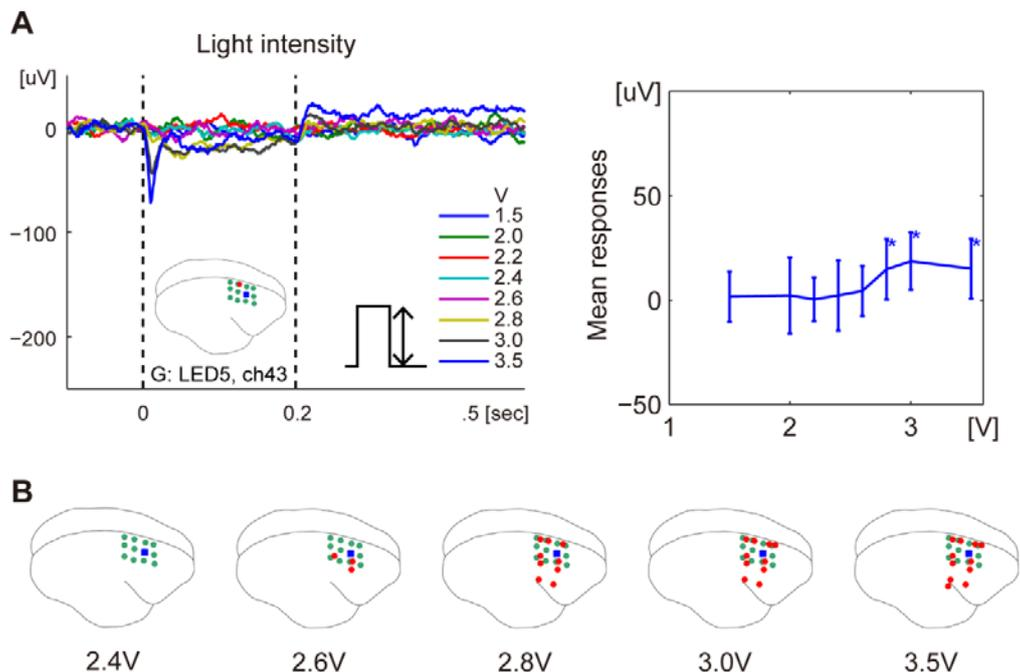 A
Light intensity
[uV]
0
−100
−200
V
1.5
2.0
2.2
2.4
2.6
2.8
3.0
3.5
G: LED5, ch43
0
0.2
.5 [sec]
[uV]
50
0
−50
Mean responses
*
*
*
1
2
3
[V]
B
2.4V
2.6V
2.8V
3.0V
3.5V